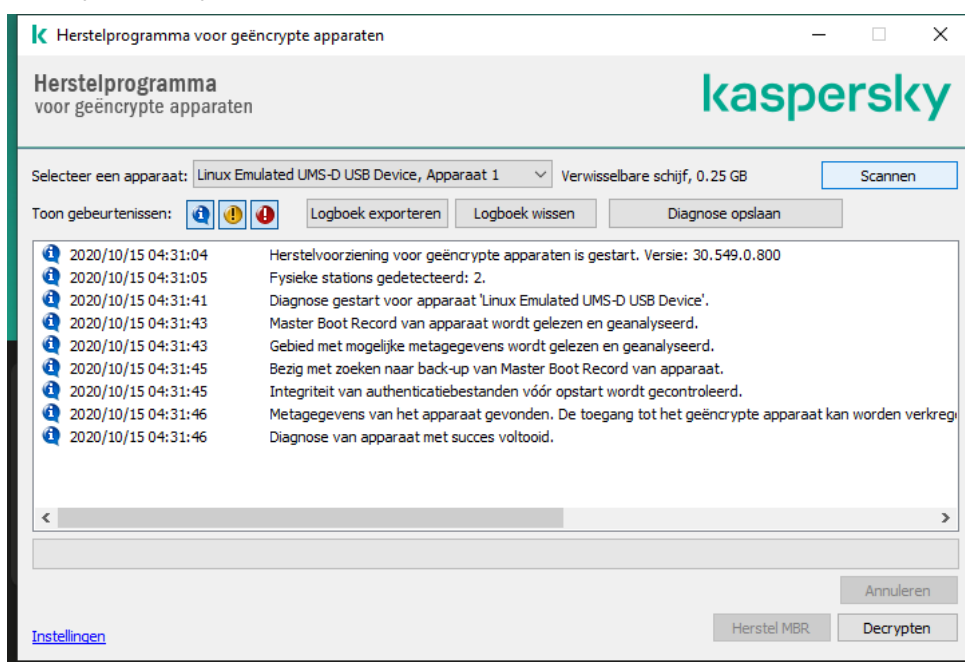 Herstelprogramma voor geëncrypte apparaten
Herstelprogramma
voor geëncrypte apparaten
kaspersky
Selecteer een apparaat: Linux Emulated UMS-D USB Device, Apparaat 1 Verwisselbare schijf, 0.25 GB Scannen
Toon gebeurtenissen: Logboek exporteren Logboek wissen Diagnose opslaan
2020/10/15 04:31:04 Herstelvoorziening voor geëncrypte apparaten is gestart. Versie: 30.549.0.800
2020/10/15 04:31:05 Fysieke stations gedetecteerd: 2.
2020/10/15 04:31:41 Diagnose gestart voor apparaat 'Linux Emulated UMS-D USB Device'.
2020/10/15 04:31:43 Master Boot Record van apparaat wordt gelezen en geanalyseerd.
2020/10/15 04:31:43 Gebied met mogelijke metagegevens wordt gelezen en geanalyseerd.
2020/10/15 04:31:45 Bezig met zoeken naar back-up van Master Boot Record van apparaat.
2020/10/15 04:31:45 Integriteit van authenticatiebestanden vóór opstart wordt gecontroleerd.
2020/10/15 04:31:46 Metagegevens van het apparaat gevonden. De toegang tot het geëncrypte apparaat kan worden verkreg
2020/10/15 04:31:46 Diagnose van apparaat met succes voltooid.
Annuleren
Instellingen Herstel MBR Decrypten